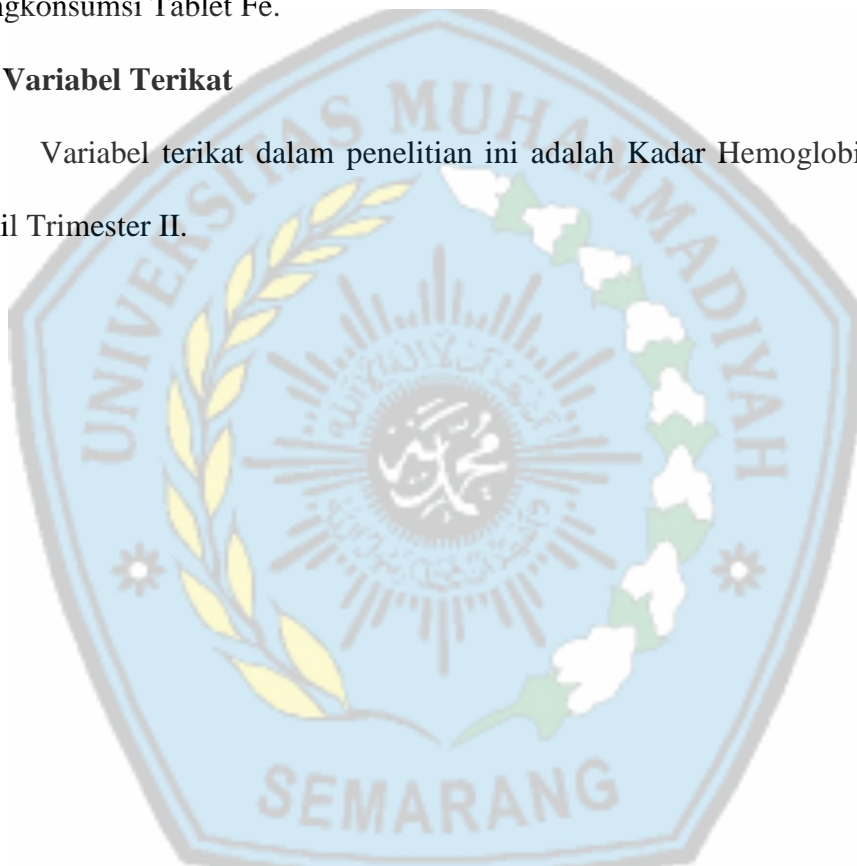 ngkonsumsi Tablet Fe.
Variabel Terikat
Variabel terikat dalam penelitian ini adalah Kadar Hemoglobi
il Trimester II.
UNIVERSITAS MUHAMMADIYAH
SEMARANG